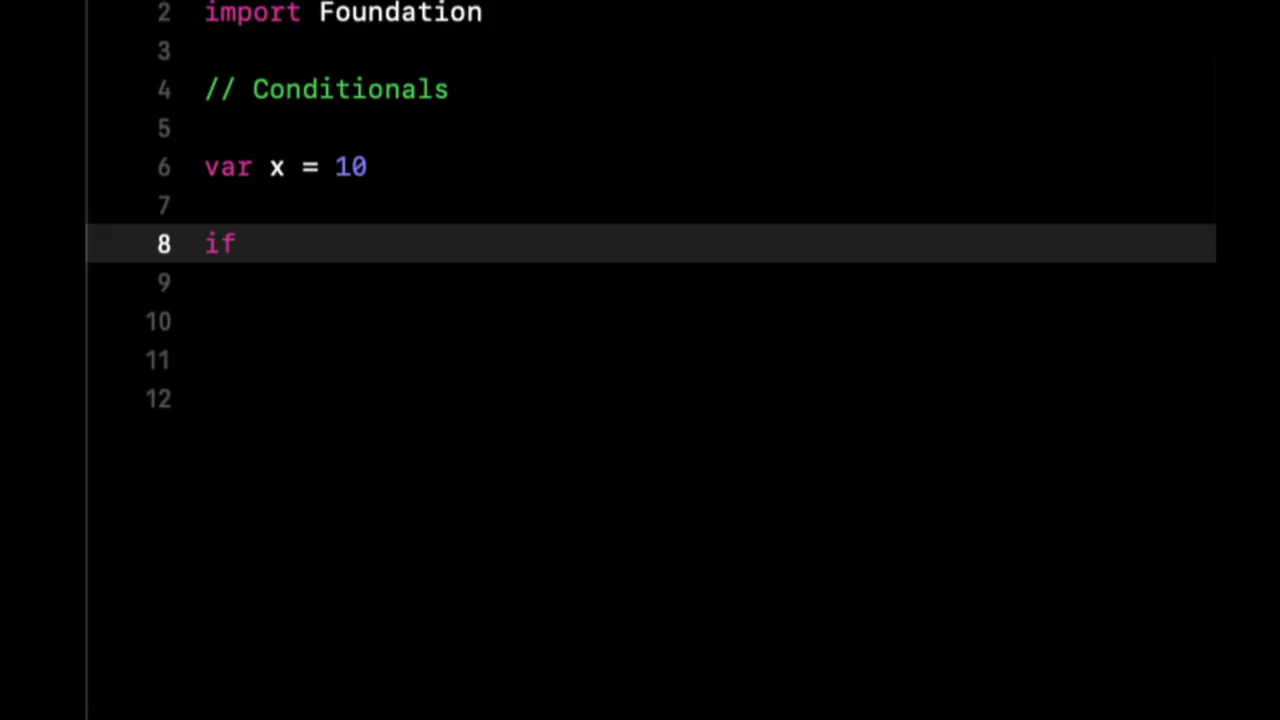 2 import Foundation
3
4 // Conditionals
5
6 var x = 10
7
8 if
9
10
11
12